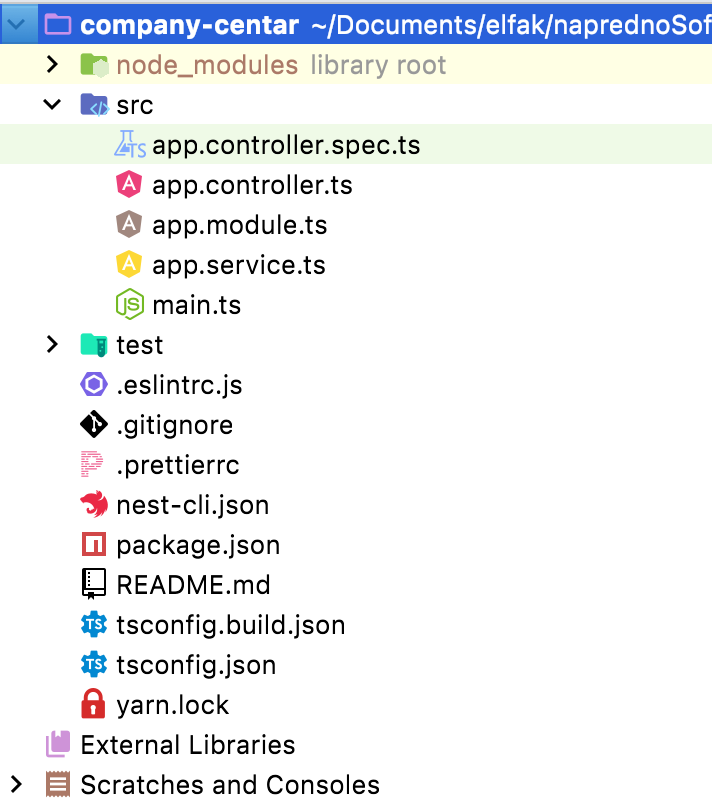 company-centar ~/Documents/elfak/naprednoSof
node_modules library root
src
app.controller.spec.ts
app.controller.ts
app.module.ts
app.service.ts
main.ts
test
.eslintrc.js
.gitignore
.prettierrc
nest-cli.json
package.json
README.md
tsconfig.build.json
tsconfig.json
yarn.lock
External Libraries
Scratches and Consoles